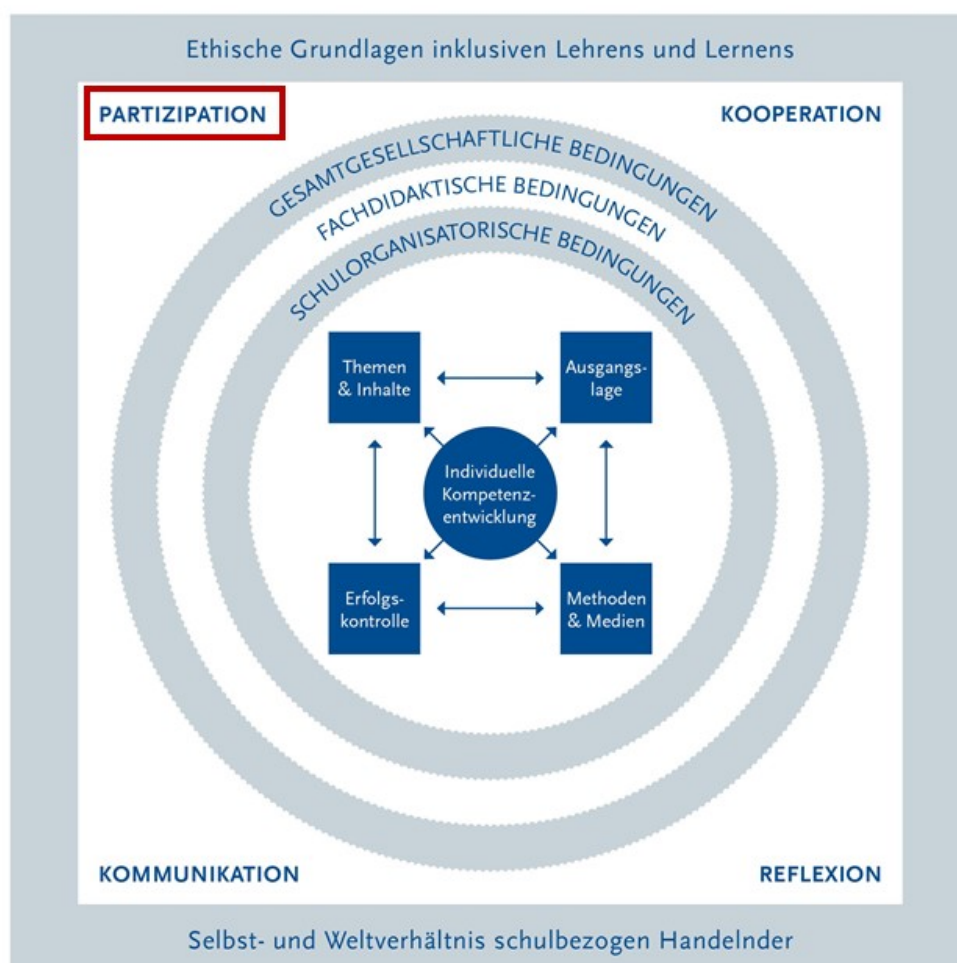 Ethische Grundlagen inklusiven Lehrens und Lernens
PARTIZIPATION
KOOPERATION
GESAMTGESELLSCHAFTLICHE BEDINGUNGEN
FACHDIDAKTISCHE BEDINGUNGEN
SCHULORGANISATORISCHE BEDINGUNGEN
Themen
& Inhalte
Ausgangs-
lage
Individuelle
Kompetenz-
entwicklung
Erfolgs-
kontrolle
Methoden
& Medien
KOMMUNIKATION
REFLEXION
Selbst- und Weltverhältnis schulbezogen Handelnder